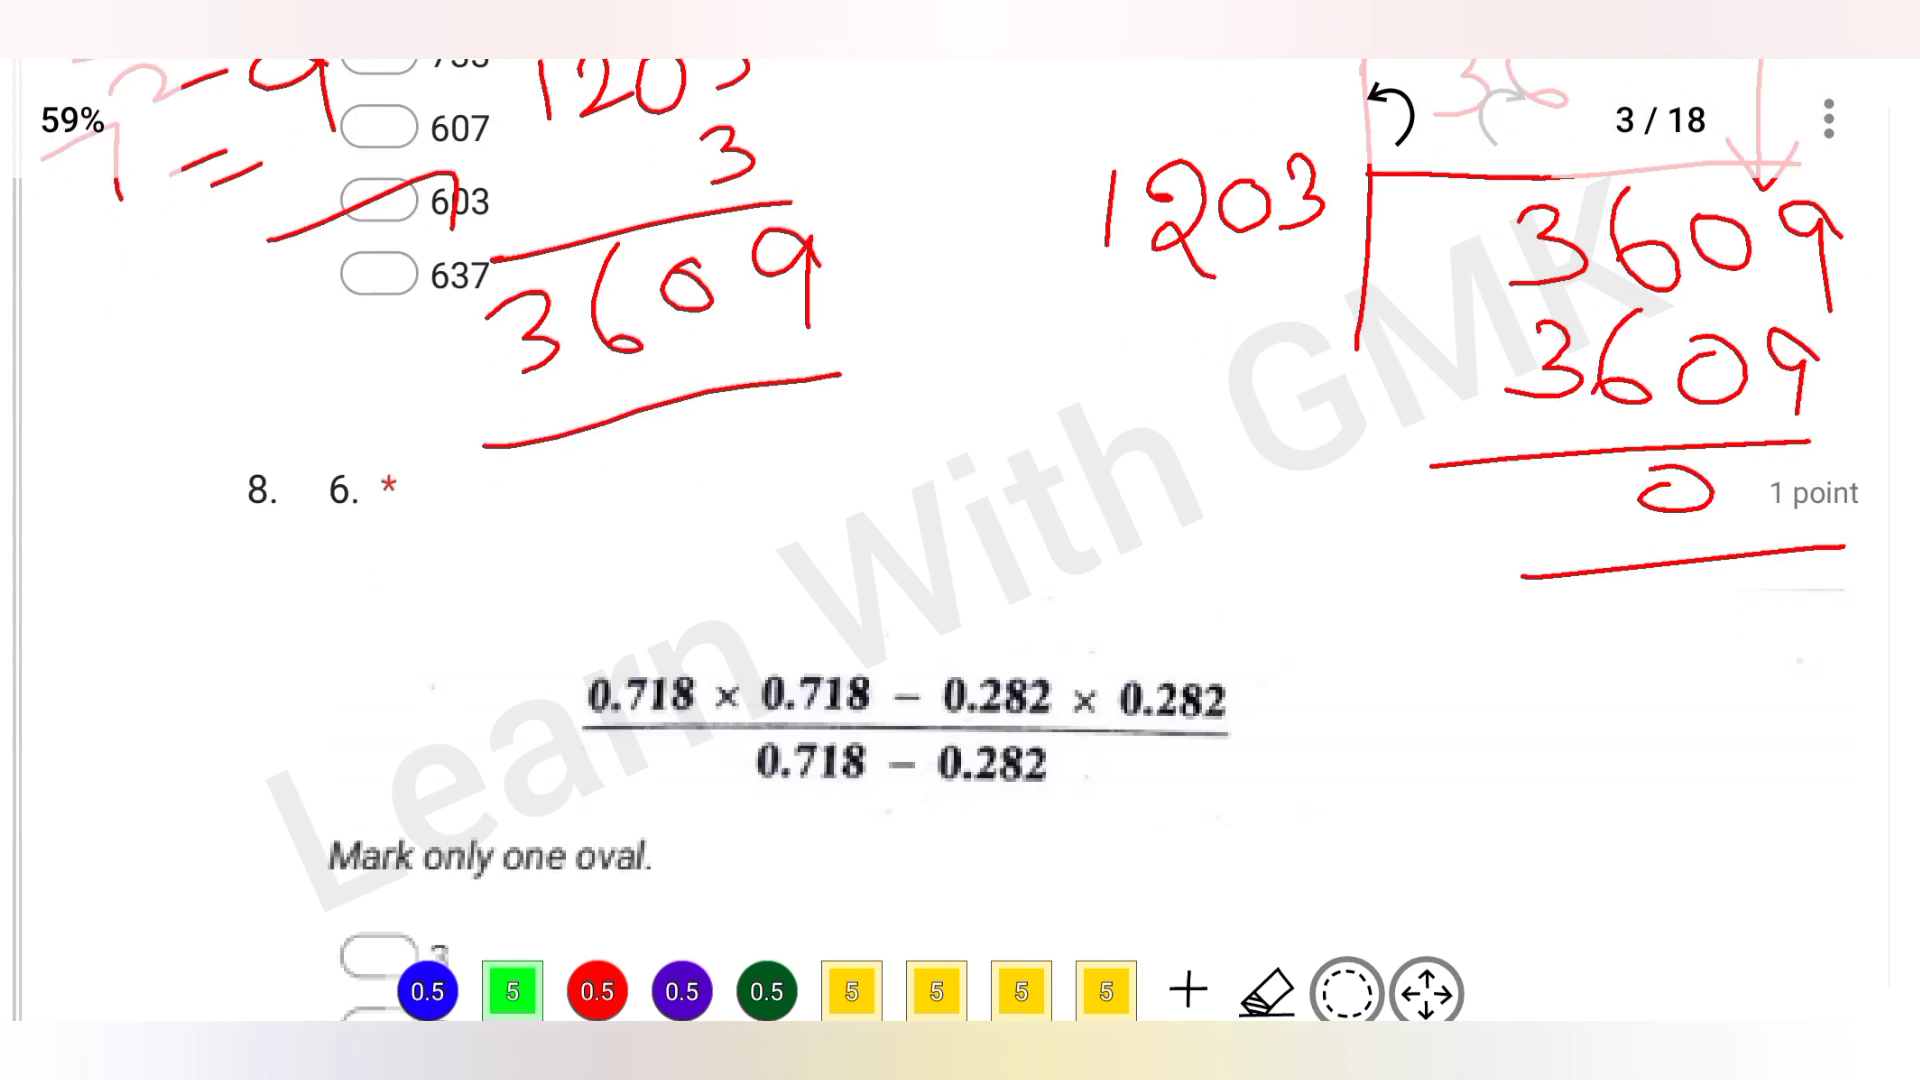 59%
607
603
637
1203
3
3609
3 / 18
1203
3609
3609
0
8. 6. *
1 point
Learn With GMK
0.718 × 0.718 − 0.282 × 0.282
0.718 − 0.282
Mark only one oval.
0.5 5 0.5 0.5 0.5 5 5 5 5